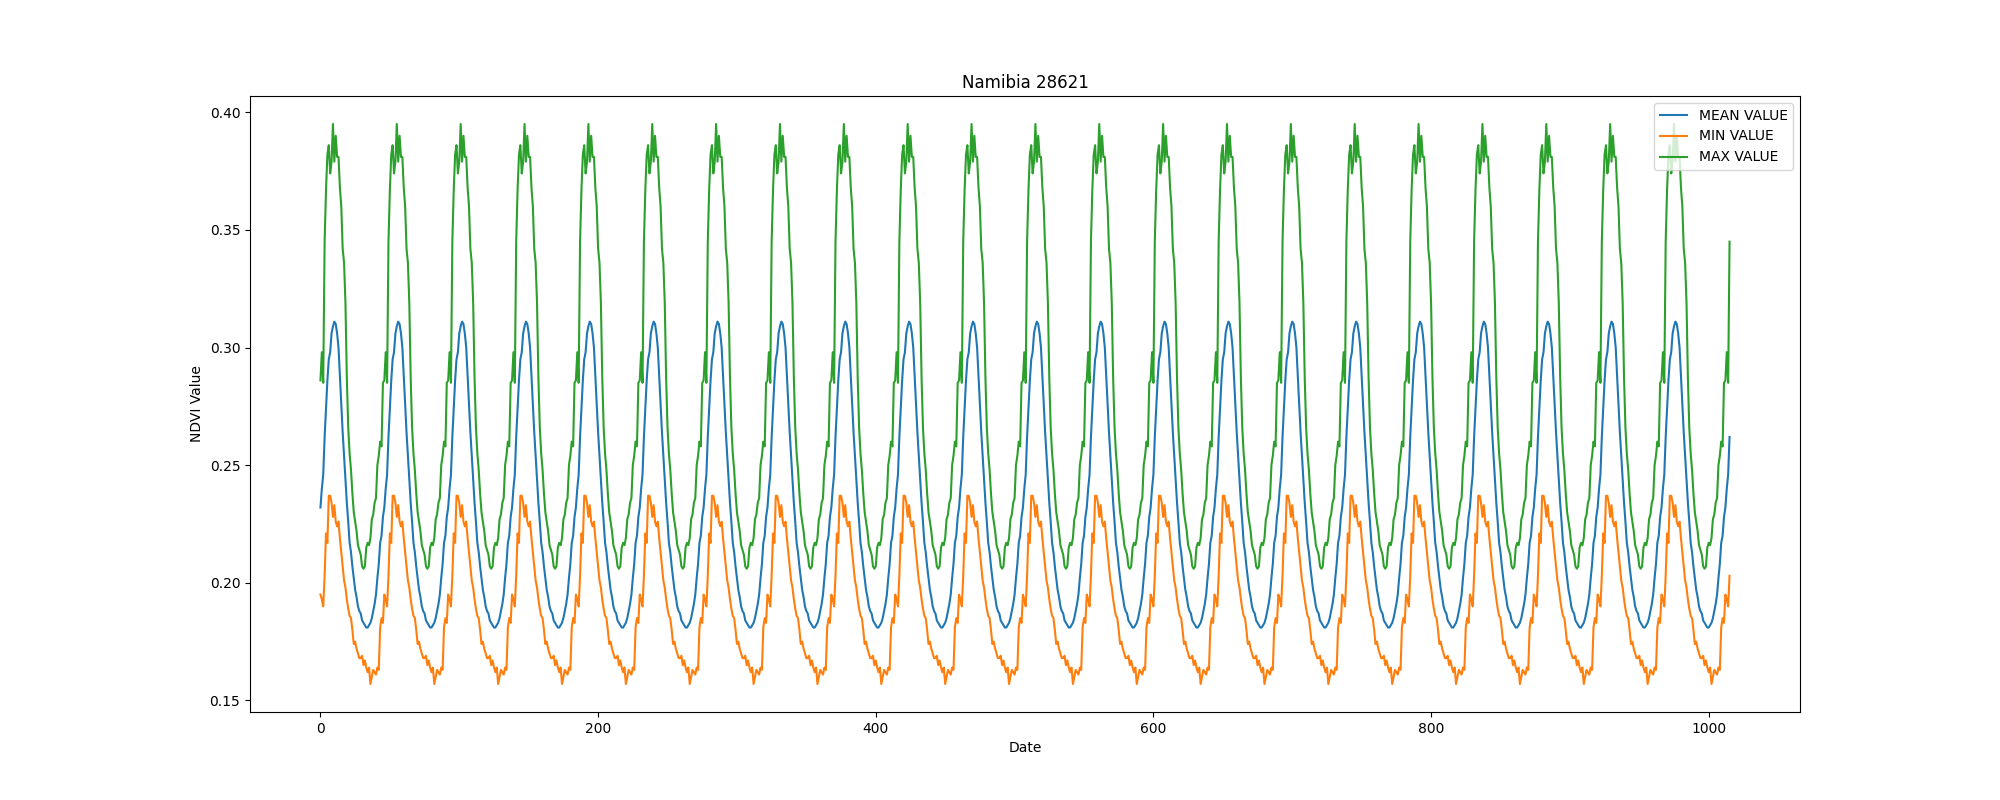 Namibia 28621
MEAN VALUE
MIN VALUE
MAX VALUE
0.40
0.35
0.30
0.25
0.20
0.15
NDVI Value
0 200 400 600 800 1000
Date